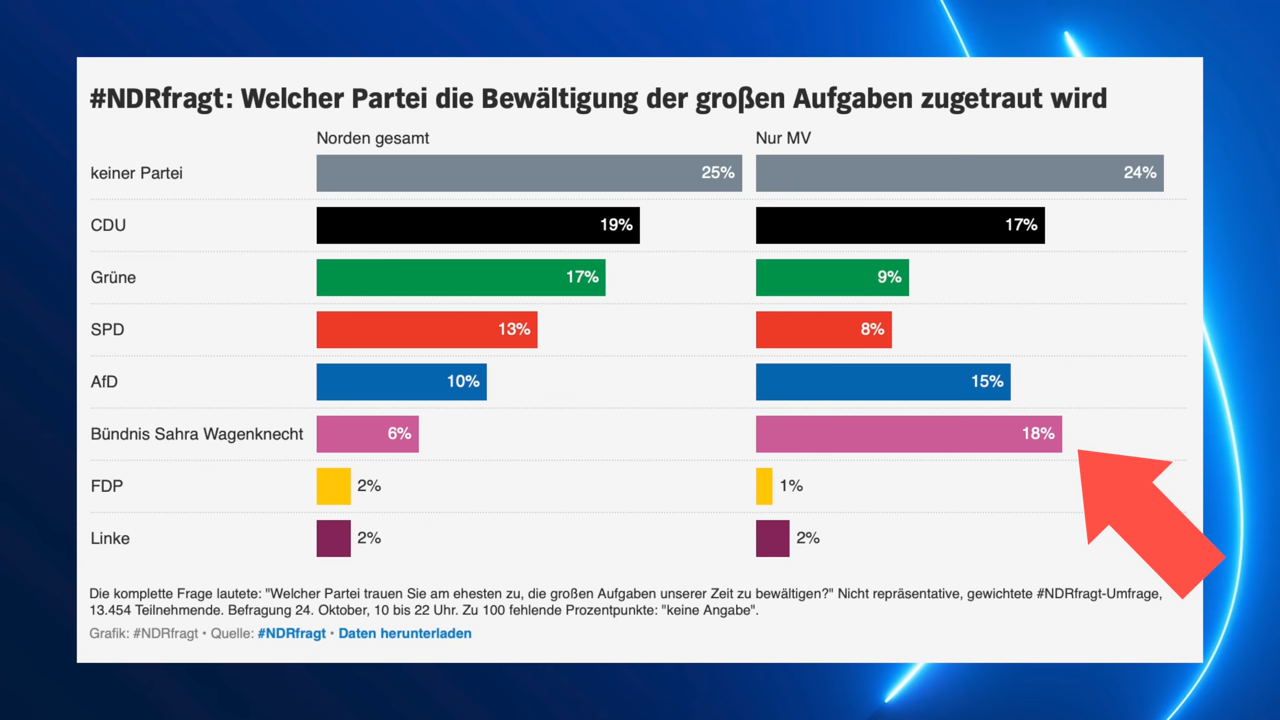 #NDRfragt: Welcher Partei die Bewältigung der großen Aufgaben zugetraut wird
Norden gesamt Nur MV
keiner Partei 25% 24%
CDU 19% 17%
Grüne 17% 9%
SPD 13% 8%
AfD 10% 15%
Bündnis Sahra Wagenknecht 6% 18%
FDP 2% 1%
Linke 2% 2%
Die komplette Frage lautete: "Welcher Partei trauen Sie am ehesten zu, die großen Aufgaben unserer Zeit zu bewältigen?" Nicht repräsentative, gewichtete #NDRfragt-Umfrage,
13.454 Teilnehmende. Befragung 24. Oktober, 10 bis 22 Uhr. Zu 100 fehlende Prozentpunkte: "keine Angabe".
Grafik: #NDRfragt • Quelle: #NDRfragt • Daten herunterladen